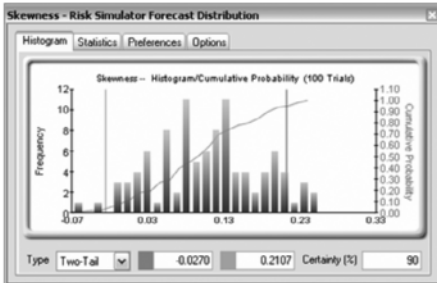 Skewness - Risk Simulator Forecast Distribution
Histogram Statistics Preferences Options
Skewness -- Histogram/Cumulative Probability (100 Trials)
Frequency
12
10
8
6
4
2
0
1.10
1.00
0.90
0.80
0.70
0.60
0.50
0.40
0.30
0.20
0.10
0.00
Cumulative Probability
-0.07 0.03 0.13 0.23 0.33
Type Two-Tail -0.0270 0.2107 Certainty (%) 90